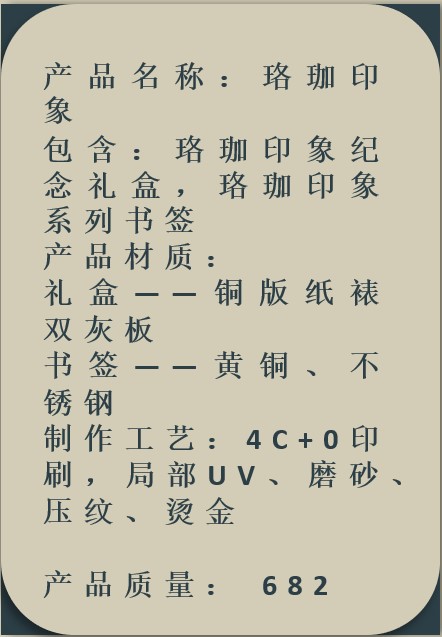 产品名称：珞珈印
象
包含：珞珈印象纪
念礼盒，珞珈印象
系列书签
产品材质：
礼盒——铜版纸裱
双灰板
书签——黄铜、不
锈钢
制作工艺：4C+0印
刷，局部UV、磨砂、
压纹、烫金
产品质量： 682